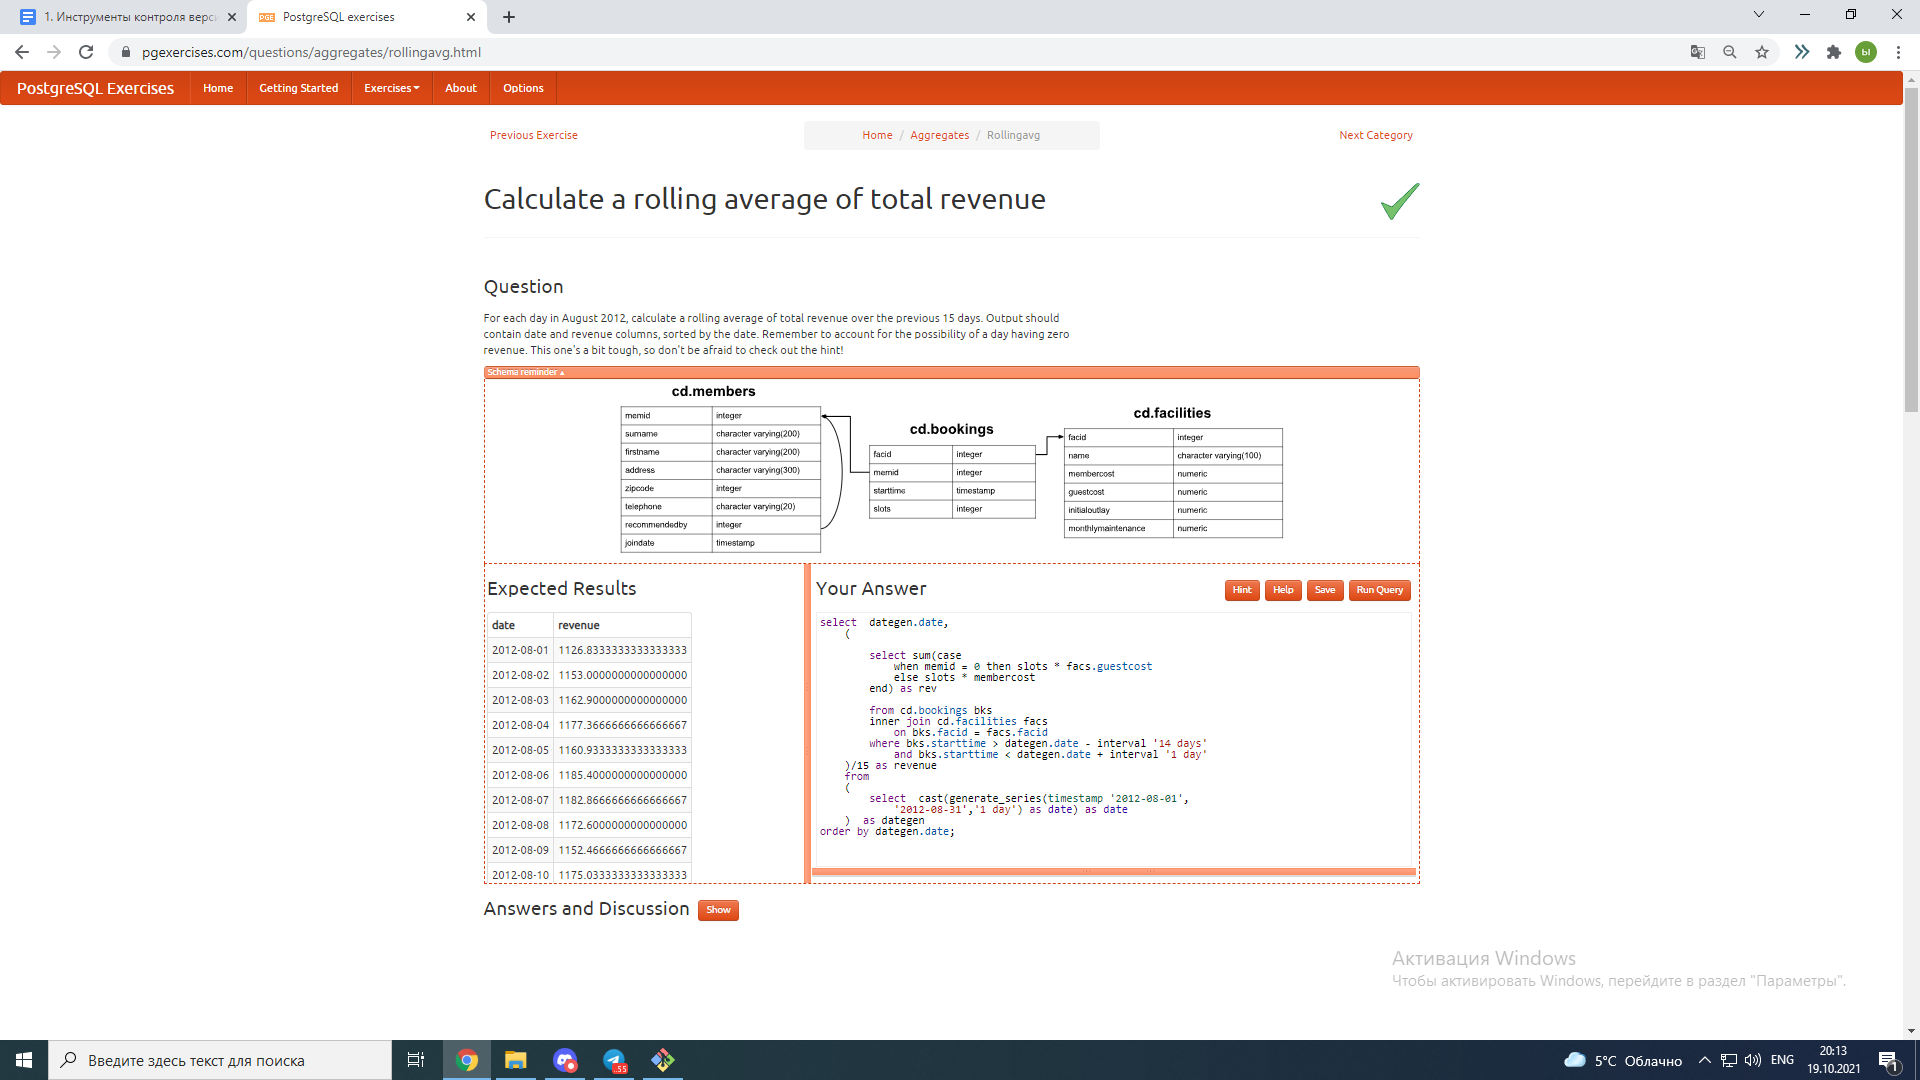 1. Инструменты контроля верс
PGE PostgreSQL exercises
pgexercises.com/questions/aggregates/rollingavg.html
ы
PostgreSQL Exercises Home Getting Started Exercises About Options
Previous Exercise Home / Aggregates / Rollingavg Next Category
Calculate a rolling average of total revenue
Question
For each day in August 2012, calculate a rolling average of total revenue over the previous 15 days. Output should
contain date and revenue columns, sorted by the date. Remember to account for the possibility of a day having zero
revenue. This one's a bit tough, so don't be afraid to check out the hint!
Schema reminder
cd.members
memid integer
surname character varying(200)
firstname character varying(200)
address character varying(300)
zipcode integer
telephone character varying(20)
recommendedby integer
joindate timestamp
cd.bookings
facid integer
memid integer
starttime timestamp
slots integer
cd.facilities
facid integer
name character varying(100)
membercost numeric
guestcost numeric
initialoutlay numeric
monthlymaintenance numeric
Expected Results
date revenue
2012-08-01 1126.8333333333333333
2012-08-02 1153.0000000000000000
2012-08-03 1162.9000000000000000
2012-08-04 1177.3666666666666667
2012-08-05 1160.9333333333333333
2012-08-06 1185.4000000000000000
2012-08-07 1182.8666666666666667
2012-08-08 1172.6000000000000000
2012-08-09 1152.4666666666666667
2012-08-10 1175.0333333333333333
Your Answer Hint Help Save Run Query
select  dategen.date,
    (
        select sum(case
            when memid = 0 then slots * facs.guestcost
            else slots * membercost
        end) as rev
        from cd.bookings bks
        inner join cd.facilities facs
            on bks.facid = facs.facid
        where bks.starttime > dategen.date - interval '14 days'
            and bks.starttime < dategen.date + interval '1 day'
    )/15 as revenue
    from
    (
        select  cast(generate_series(timestamp '2012-08-01',
            '2012-08-31','1 day') as date) as date
    )  as dategen
order by dategen.date;
Answers and Discussion Show
Активация Windows
Чтобы активировать Windows, перейдите в раздел "Параметры".
Введите здесь текст для поиска
55
5°C Облачно
ENG
20:13
19.10.2021
1